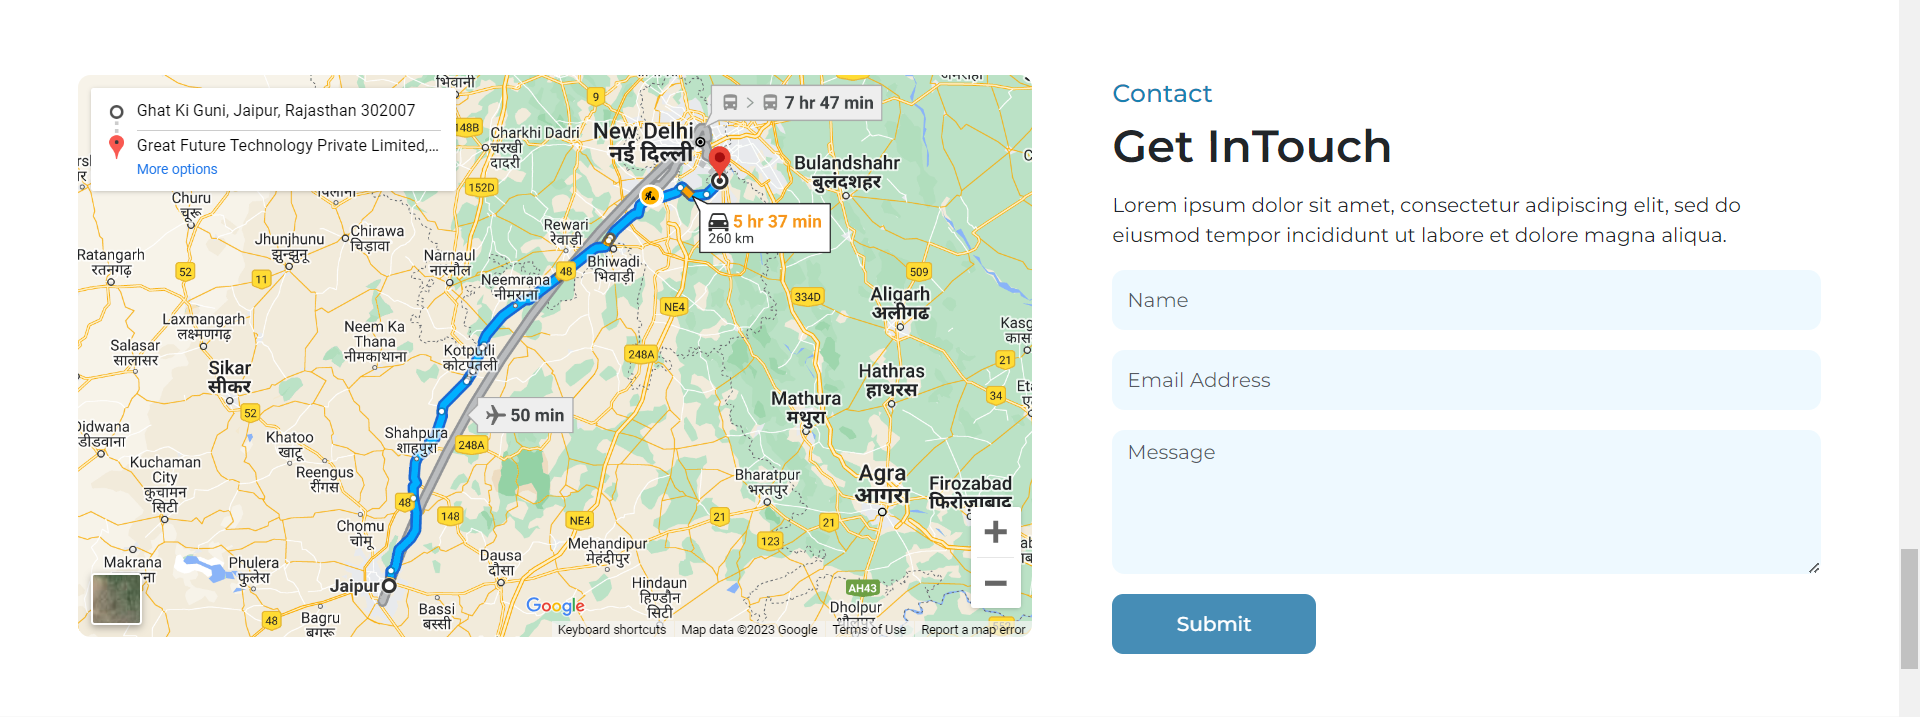 Ghat Ki Guni, Jaipur, Rajasthan 302007
Great Future Technology Private Limited,...
More options
भिवानी
9
7 hr 47 min
148B
Charkhi Dadri
चरखी
दादरी
New Delhi
नई दिल्ली
Bulandshahr
बुलंदशहर
152D
Churu
चूरू
5 hr 37 min
260 km
Rewari
रेवाड़ी
Jhunjhunu
झुन्झुनू
Chirawa
चिड़ावा
Ratangarh
रतनगढ़
52
11
Narnaul
नारनौल
48
Bhiwadi
भिवाड़ी
509
Neemrana
नीमराना
334D
Aligarh
अलीगढ़
NE4
Laxmangarh
लक्ष्मणगढ़
Neem Ka
Thana
नीमकाथाना
Salasar
सालासर
Kotputli
कोटपूतली
248A
21
Sikar
सीकर
Hathras
हाथरस
34
Mathura
मथुरा
52
50 min
Didwana
डीडवाना
Khatoo
खाटू
Shahpura
शाहपुरा
248A
Kuchaman
City
कुचामन
सिटी
Reengus
रींगस
Bharatpur
भरतपुर
Agra
आगरा
Firozabad
फिरोज़ाबाद
48
148
NE4
21
21
123
Chomu
चोमू
Mehandipur
मेहंदीपुर
Dausa
दौसा
Makrana
Phulera
फुलेरा
Jaipur
Hindaun
हिण्डौन
सिटी
AH43
Dholpur
Bassi
बस्सी
48
Bagru
बगरू
Google
Keyboard shortcuts
Map data ©2023 Google
Terms of Use
Report a map error
Contact
Get InTouch
Lorem ipsum dolor sit amet, consectetur adipiscing elit, sed do
eiusmod tempor incididunt ut labore et dolore magna aliqua.
Name
Email Address
Message
Submit